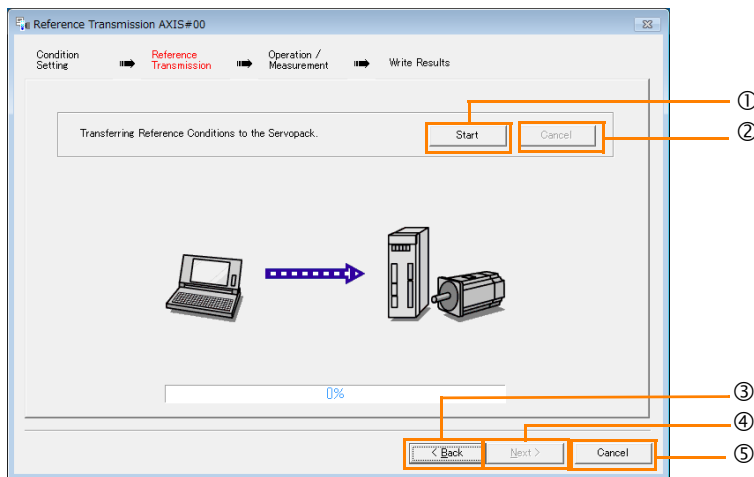 Reference Transmission AXIS#00
Condition Setting
Reference Transmission
Operation / Measurement
Write Results
Transferring Reference Conditions to the Servopack.
Start
Cancel
①
②
0%
③
④
⑤
< Back
Next >
Cancel